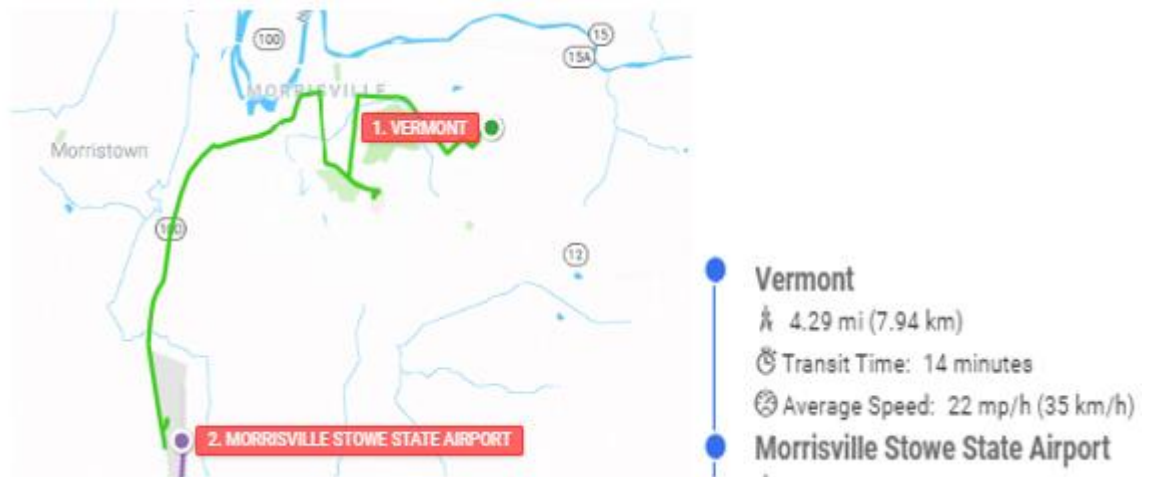 100
15
15A
MORRISVILLE
1. VERMONT
Morristown
100
12
2. MORRISVILLE STOWE STATE AIRPORT
Vermont
4.29 mi (7.94 km)
Transit Time: 14 minutes
Average Speed: 22 mp/h (35 km/h)
Morrisville Stowe State Airport